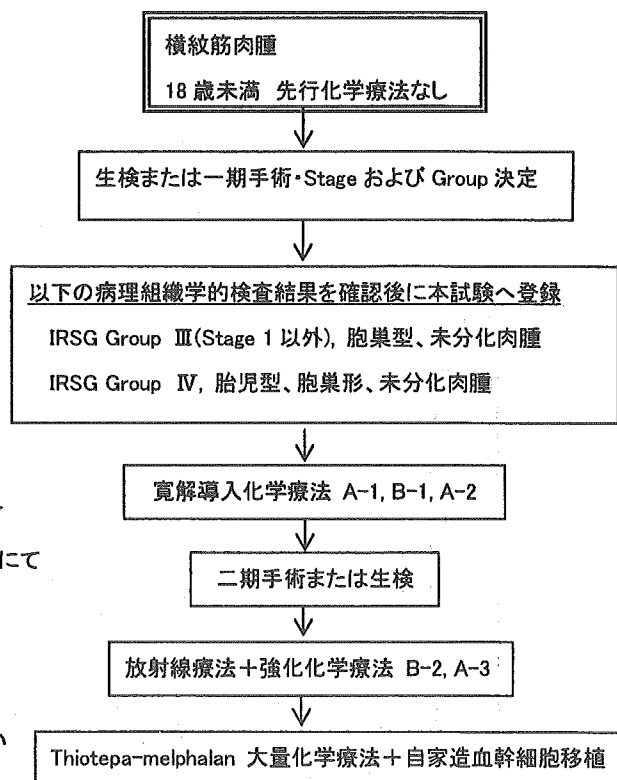 横紋筋肉腫
18歳未満 先行化学療法なし
生検または一期手術・Stage および Group 決定
以下の病理組織学的検査結果を確認後に本試験へ登録
IRSG Group Ⅲ(Stage 1 以外), 胞巣型、未分化肉腫
IRSG Group Ⅳ, 胎児型、胞巣形、未分化肉腫
寛解導入化学療法 A-1, B-1, A-2
にて
二期手術または生検
放射線療法+強化化学療法 B-2, A-3
Thiotepa-melphalan 大量化学療法+自家造血幹細胞移植